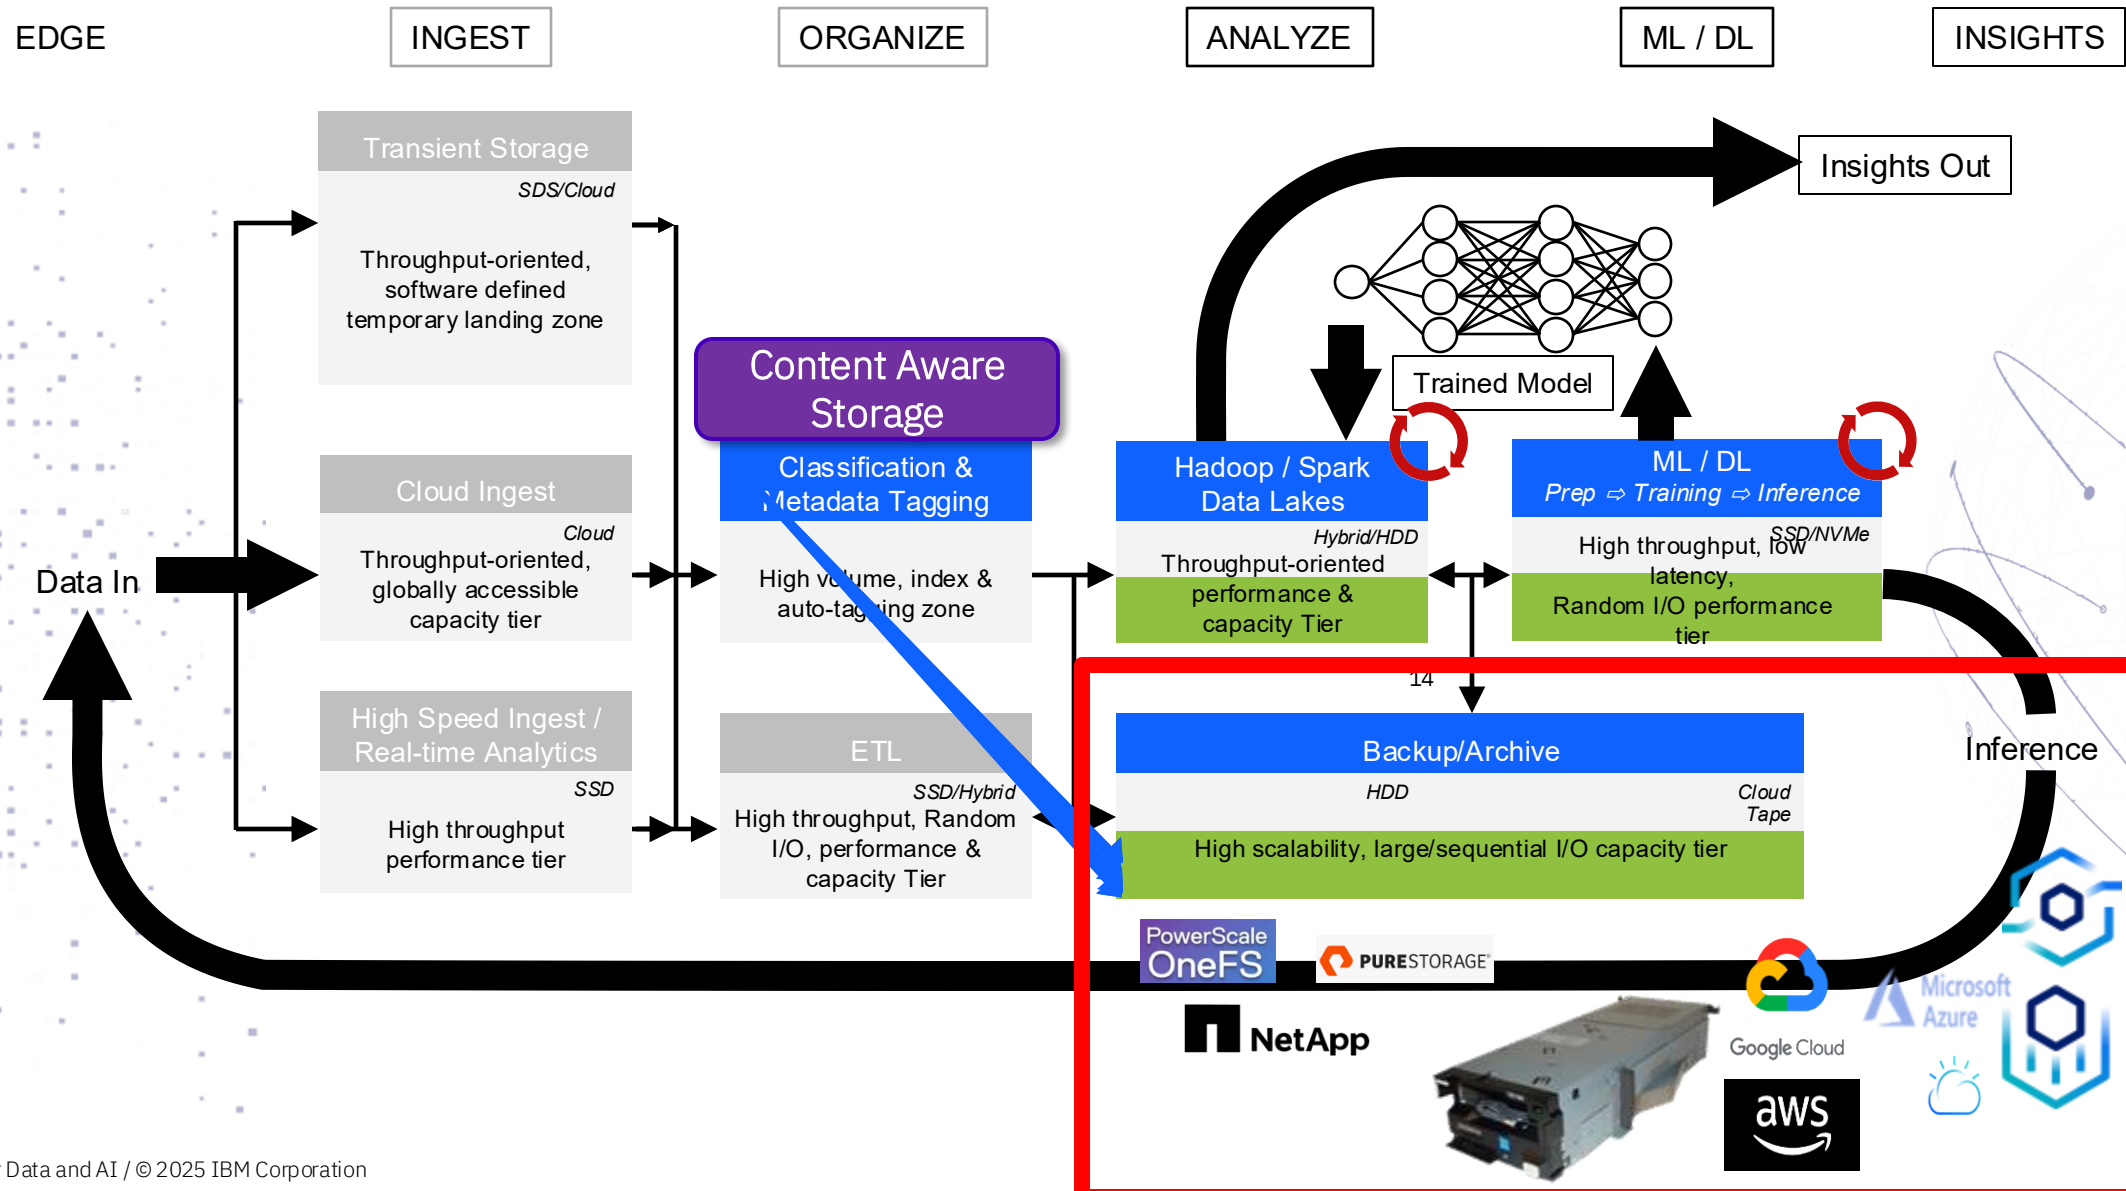 EDGE
INGEST
ORGANIZE
ANALYZE
ML / DL
INSIGHTS
Transient Storage
SDS/Cloud
Throughput-oriented,
software defined
temporary landing zone
Insights Out
Trained Model
Content Aware
Storage
Cloud Ingest
Cloud
Throughput-oriented,
globally accessible
capacity tier
Classification &
Metadata Tagging
High volume, index &
auto-tagging zone
Hadoop / Spark
Data Lakes
Hybrid/HDD
Throughput-oriented
performance &
capacity Tier
ML / DL
Prep ⇨ Training ⇨ Inference
SSD/NVMe
High throughput, low
latency,
Random I/O performance
tier
Data In
High Speed Ingest /
Real-time Analytics
SSD
High throughput
performance tier
ETL
SSD/Hybrid
High throughput, Random
I/O, performance &
capacity Tier
14
Backup/Archive
HDD
Cloud
Tape
High scalability, large/sequential I/O capacity tier
Inference
PowerScale
OneFS
PURESTORAGE
NetApp
Google Cloud
Microsoft
Azure
aws
Data and AI / © 2025 IBM Corporation